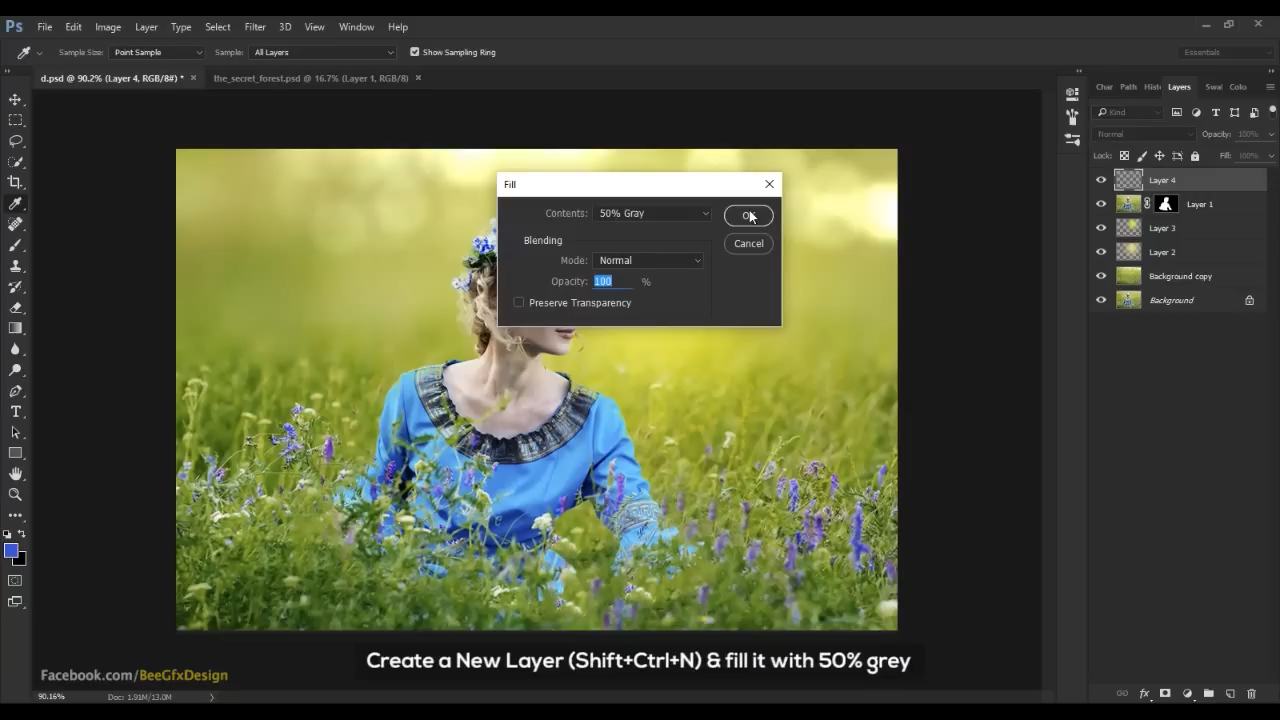 Ps File Edit Image Layer Type Select Filter 3D View Window Help
Sample Size: Point Sample Sample: All Layers Show Sampling Ring Essentials
d.psd @ 90.2% (Layer 4, RGB/8#) * × the_secret_forest.psd @ 16.7% (Layer 1, RGB/8) ×
Char Path Hist Layers Swat Colo
Kind
Normal Opacity: 100%
Lock: Fill: 100%
Layer 4
Layer 1
Layer 3
Layer 2
Background copy
Background
Fill
Contents: 50% Gray
Blending
Cancel
Mode: Normal
Opacity: 100 %
Preserve Transparency
Create a New Layer (Shift+Ctrl+N) & fill it with 50% grey
Facebook.com/BeeGfxDesign
90.16% Doc: 1.91M/13.0M
fx